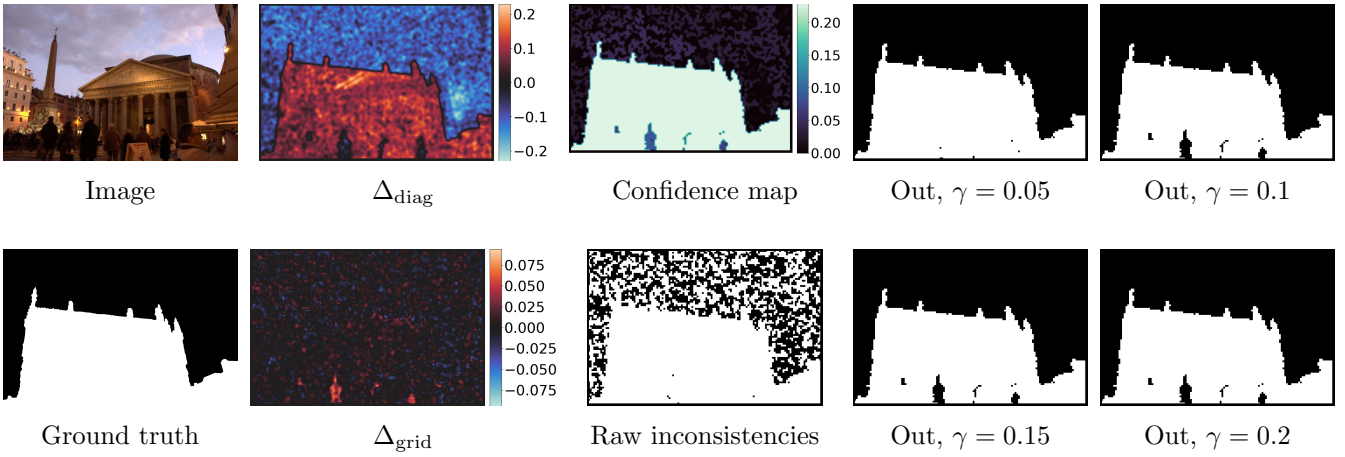 0.2
0.1
0.0
−0.1
−0.2
0.20
0.15
0.10
0.05
0.00
Image
Δdiag
Confidence map
Out, γ = 0.05
Out, γ = 0.1
0.075
0.050
0.025
0.000
−0.025
−0.050
−0.075
Ground truth
Δgrid
Raw inconsistencies
Out, γ = 0.15
Out, γ = 0.2